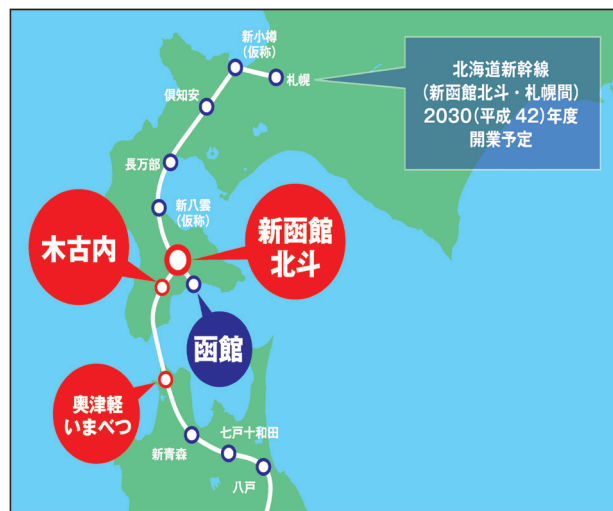 新小樽
(仮称)
札幌
北海道新幹線
(新函館北斗・札幌間)
2030(平成 42)年度
開業予定
倶知安
長万部
新八雲
(仮称)
木古内
新函館
北斗
函館
奥津軽
いまべつ
七戸十和田
新青森
八戸